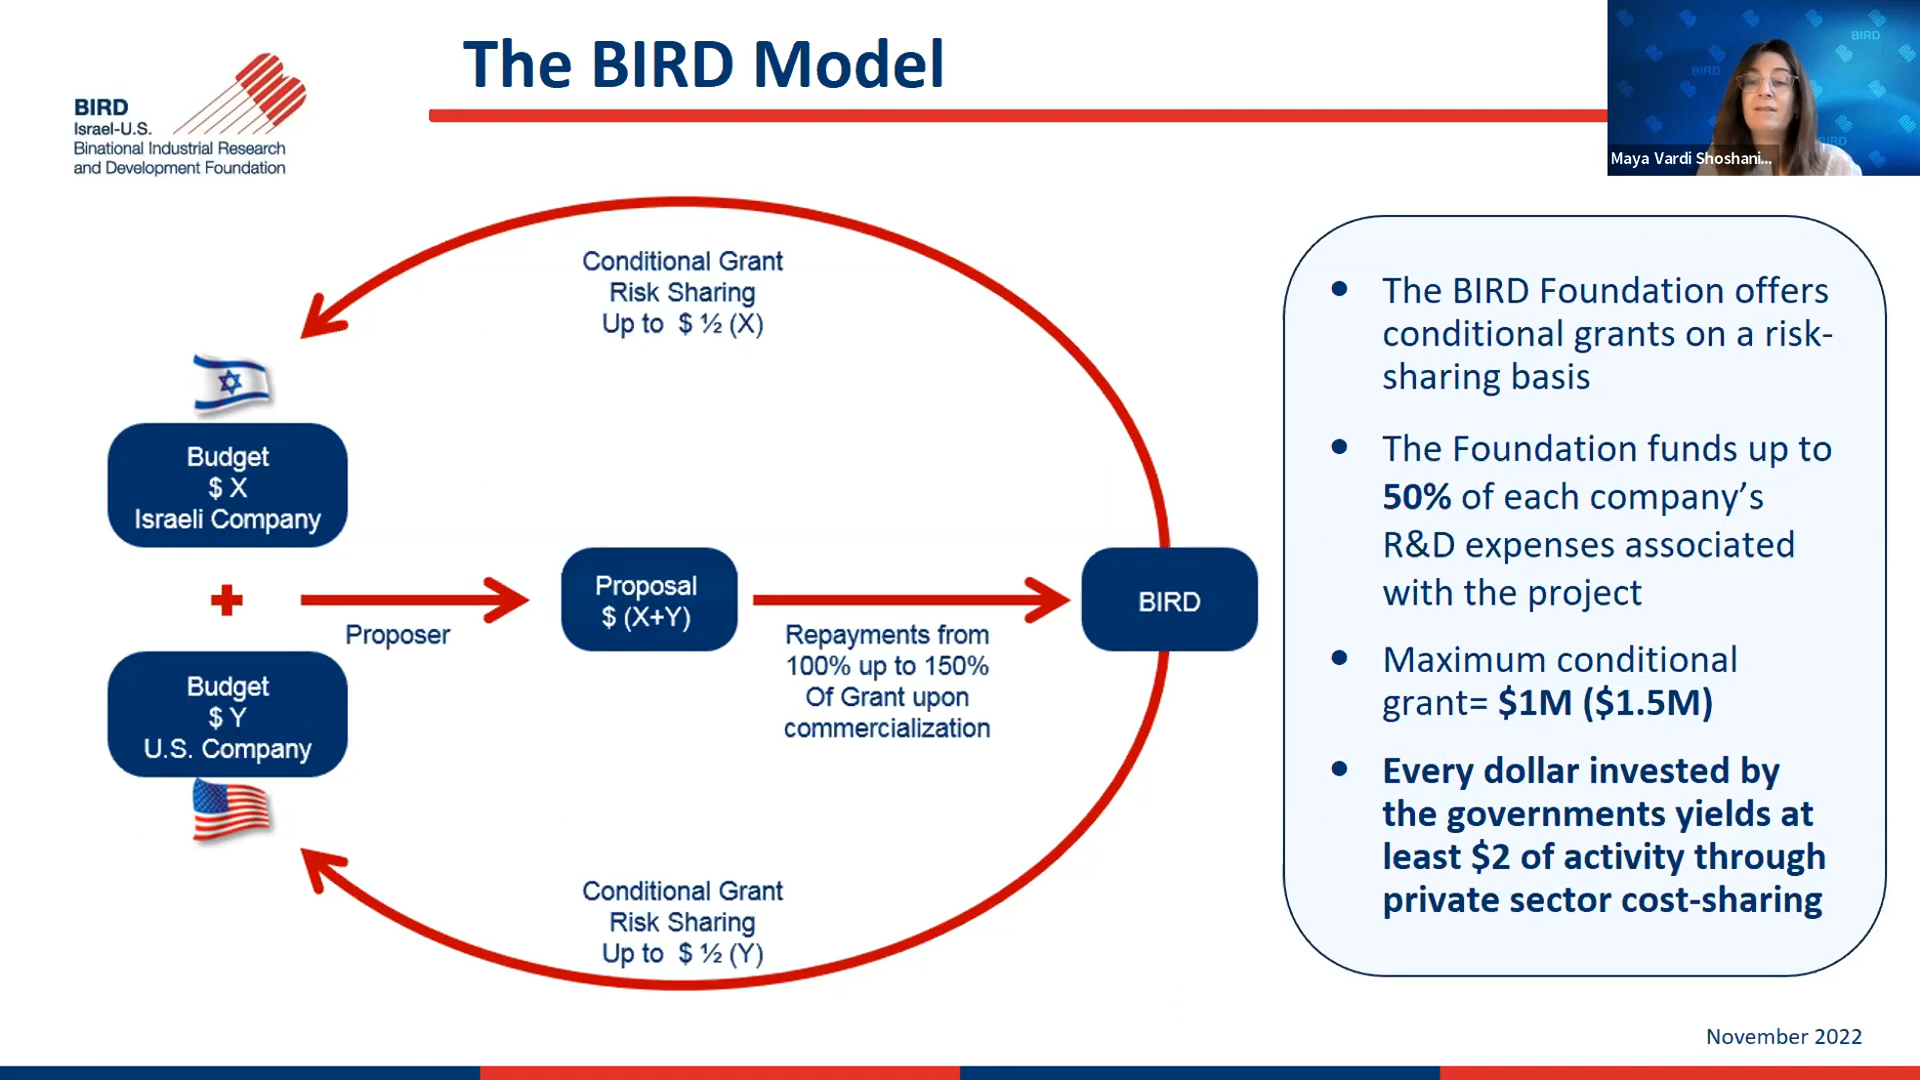 The BIRD Model
BIRD
Israel-U.S.
Binational Industrial Research
and Development Foundation
BIRD
BIRD
BIRD
Maya Vardi Shoshani...
Conditional Grant
Risk Sharing
Up to $ ½ (X)
Budget
$ X
Israeli Company
Proposer
Budget
$ Y
U.S. Company
Proposal
$ (X+Y)
Repayments from
100% up to 150%
Of Grant upon
commercialization
BIRD
Conditional Grant
Risk Sharing
Up to $ ½ (Y)
• The BIRD Foundation offers
conditional grants on a risk-
sharing basis
• The Foundation funds up to
50% of each company’s
R&D expenses associated
with the project
• Maximum conditional
grant= $1M ($1.5M)
• Every dollar invested by
the governments yields at
least $2 of activity through
private sector cost-sharing
November 2022